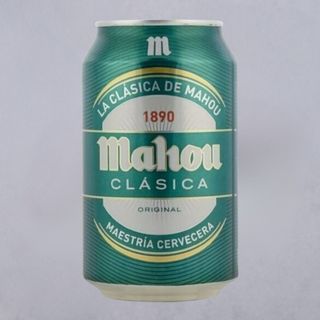 m
LA CLÁSICA DE MAHOU
1890
Mahou
CLÁSICA
ORIGINAL
MAESTRÍA CERVECERA